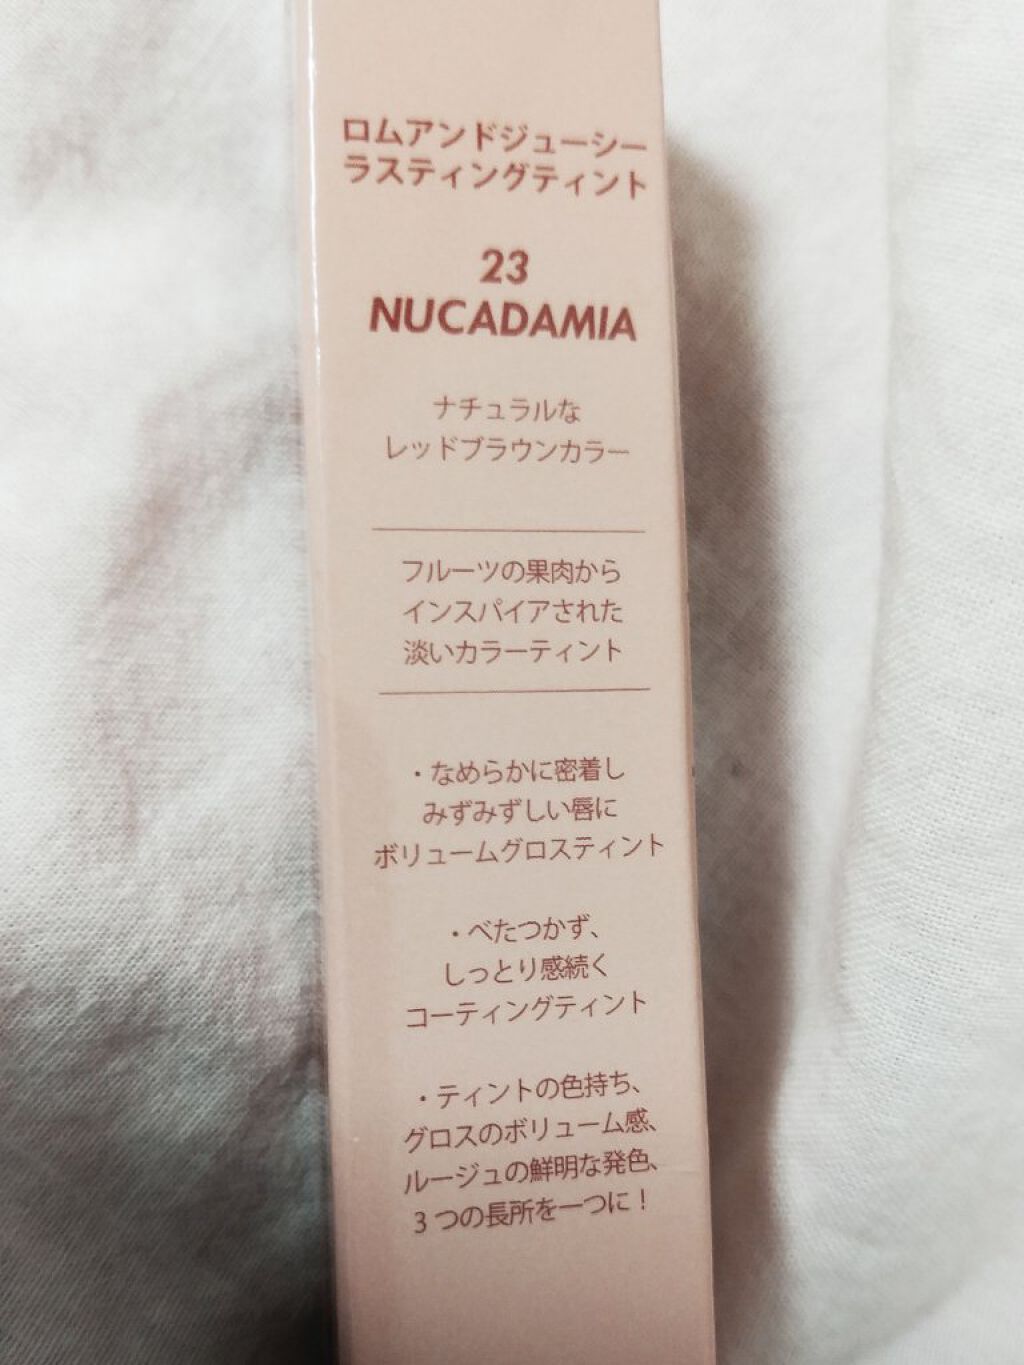 ロムアンドジューシー
ラスティングティント
23
NUCADAMIA
ナチュラルな
レッドブラウンカラー
フルーツの果肉から
インスパイアされた
淡いカラーティント
・なめらかに密着し
みずみずしい唇に
ボリュームグロスティント
・べたつかず、
しっとり感続く
コーティングティント
・ティントの色持ち、
グロスのボリューム感、
ルージュの鮮明な発色、
3つの長所を一つに！